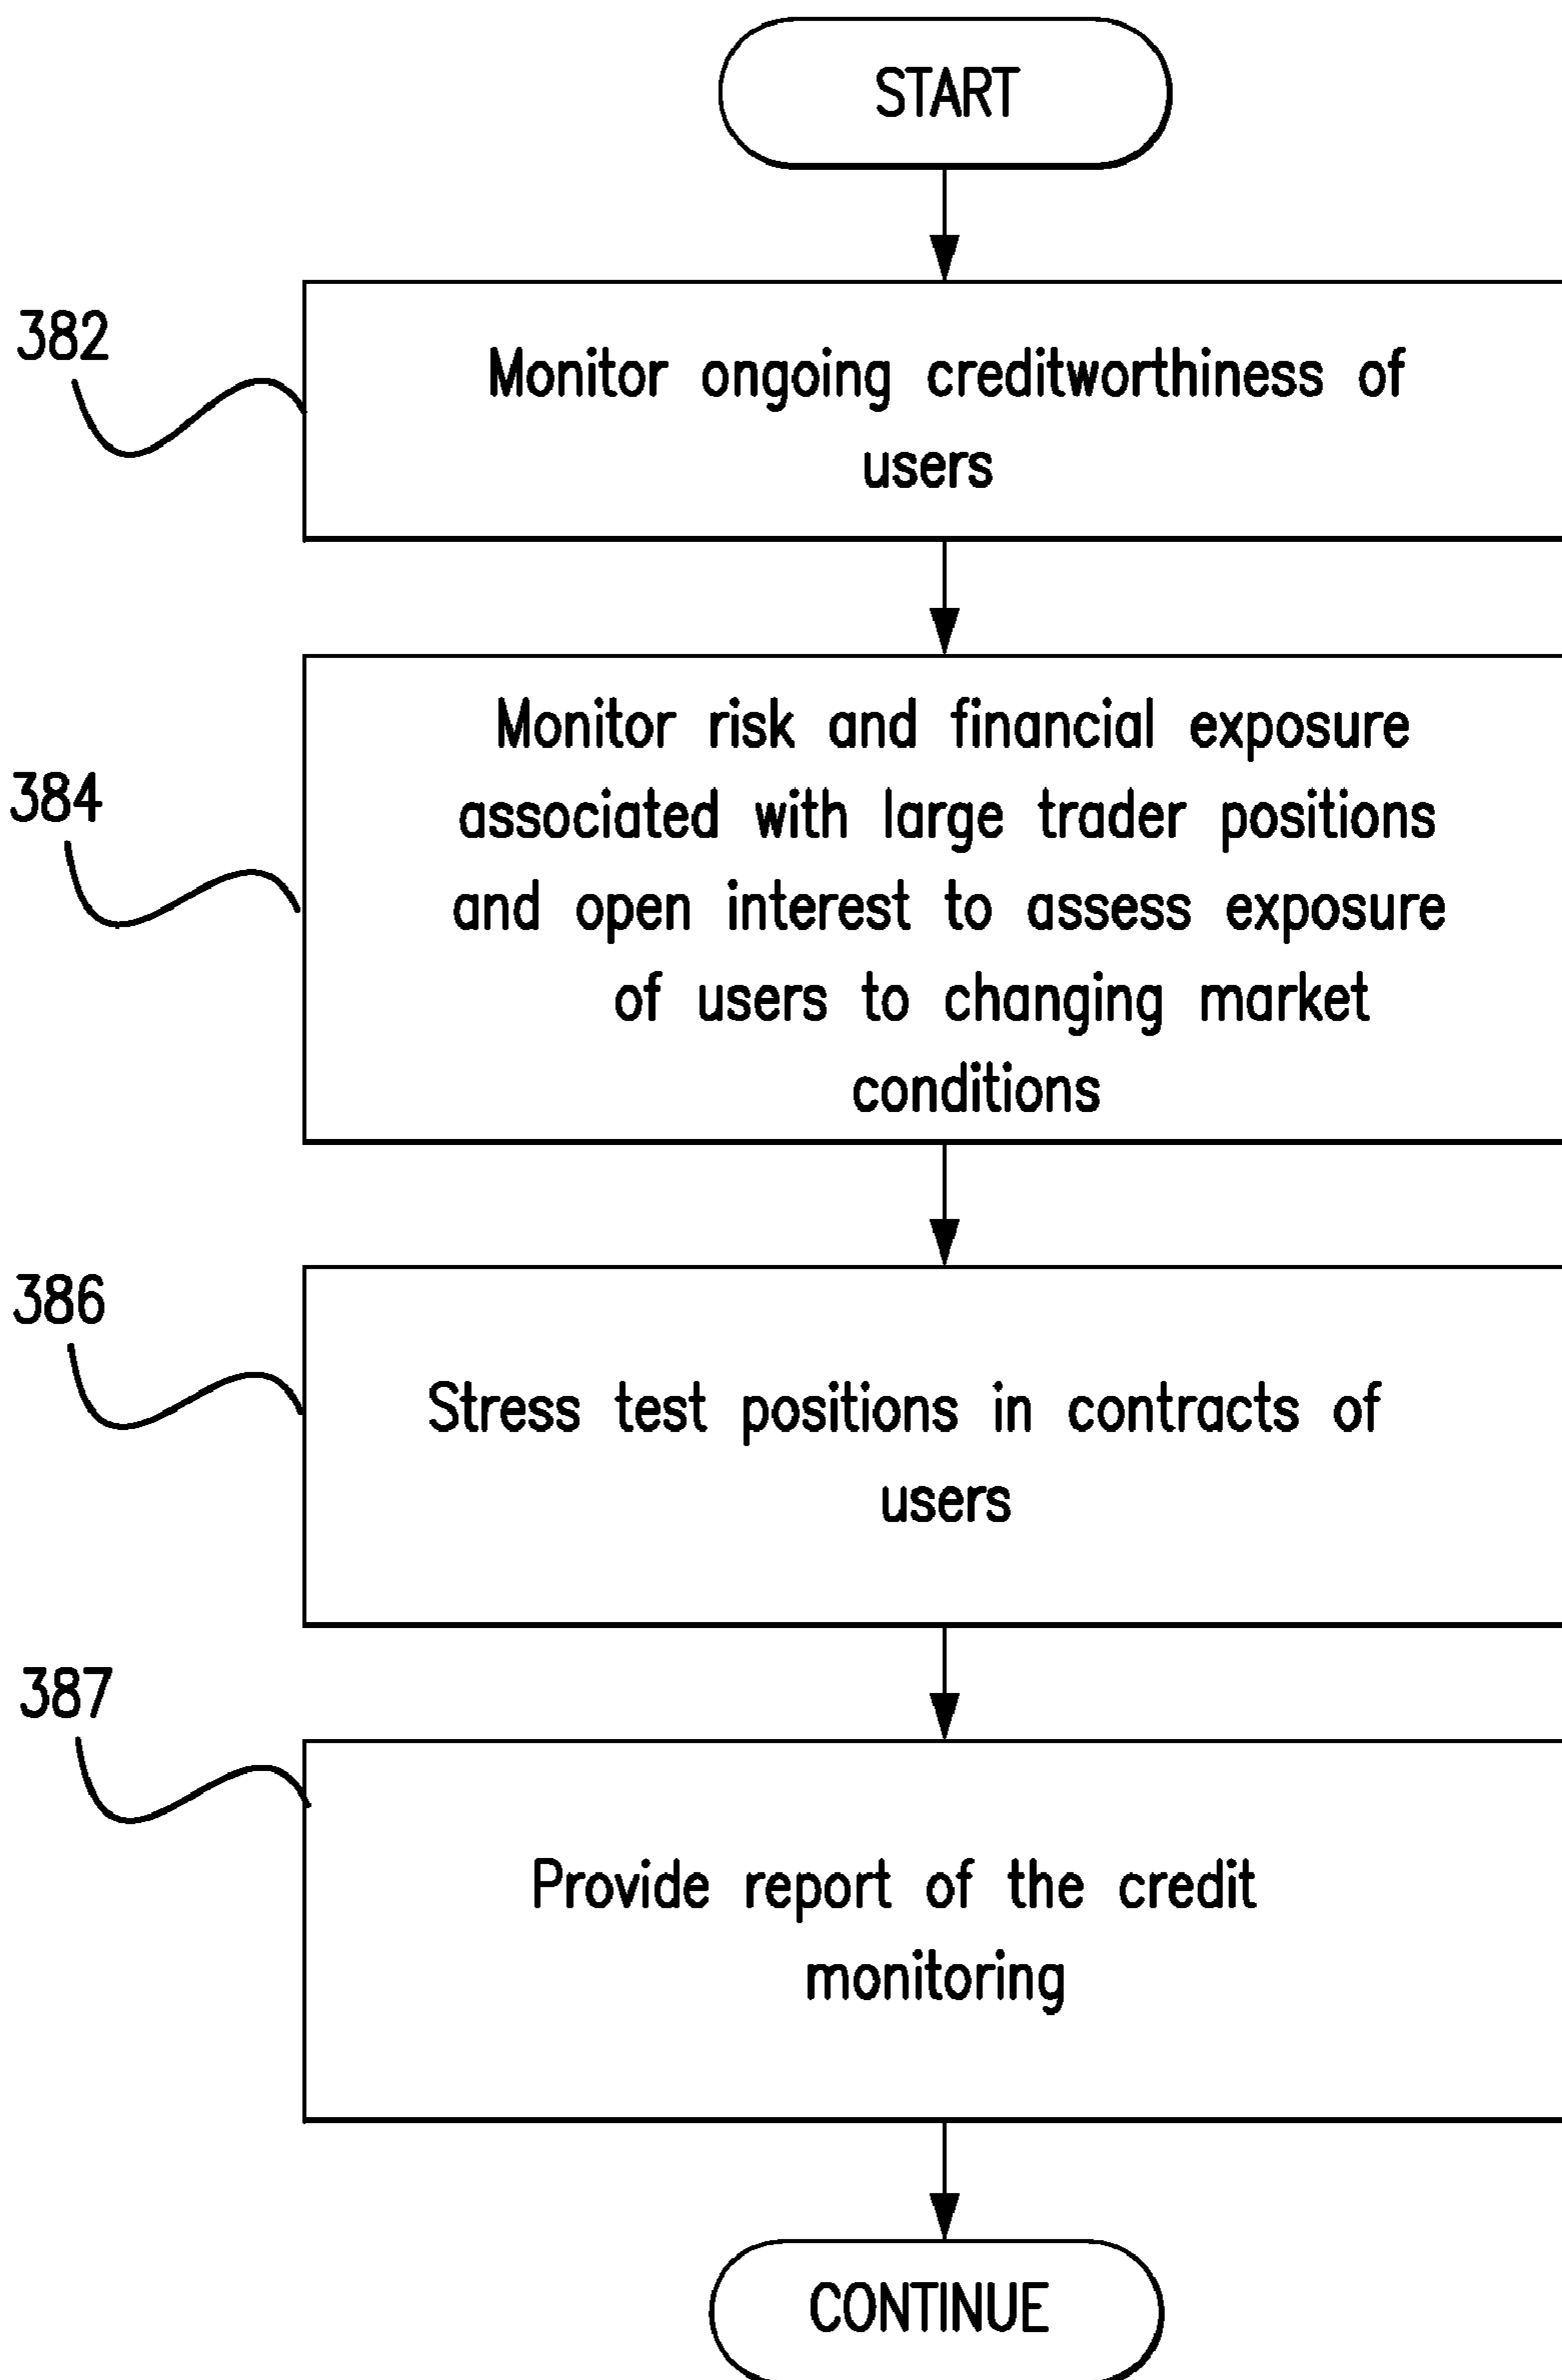 START
382
Monitor ongoing creditworthiness of
users
384
Monitor risk and financial exposure
associated with large trader positions
and open interest to assess exposure
of users to changing market
conditions
386
Stress test positions in contracts of
users
387
Provide report of the credit
monitoring
CONTINUE